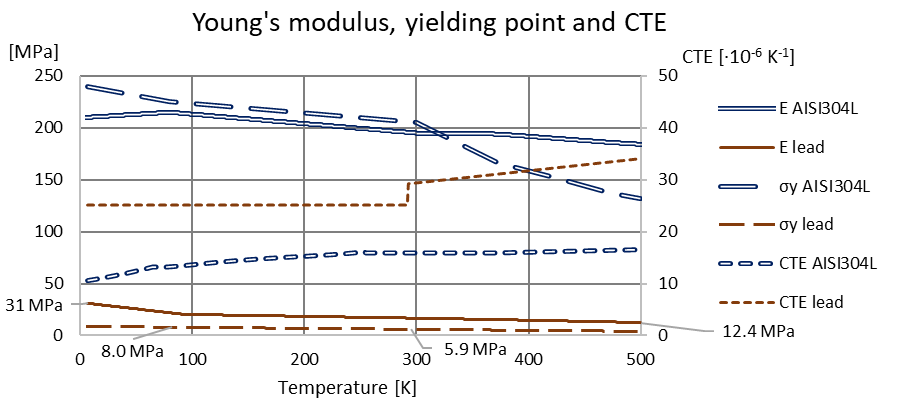 Young's modulus, yielding point and CTE
[MPa]
CTE [·10⁻⁶ K⁻¹]
250
200
150
100
50
0
50
40
30
20
10
0
31 MPa
8.0 MPa
5.9 MPa
12.4 MPa
0 100 200 300 400 500
Temperature [K]
E AISI304L
E lead
σy AISI304L
σy lead
CTE AISI304L
CTE lead